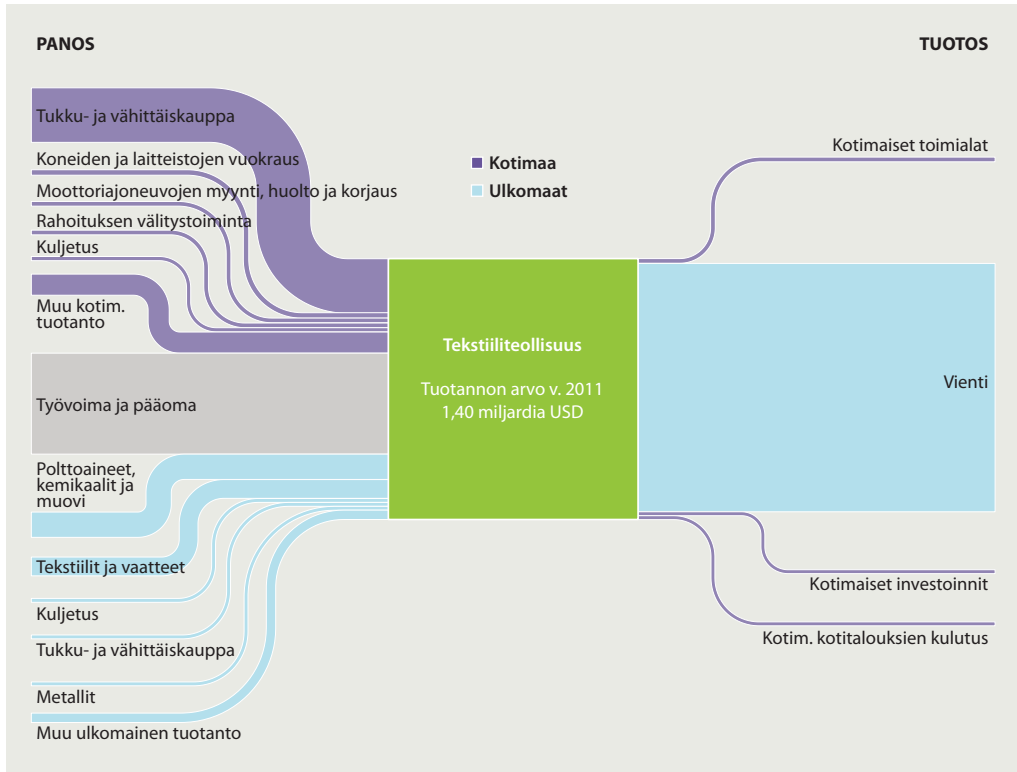 PANOS
TUOTOS
Tukku- ja vähittäiskauppa
Koneiden ja laitteistojen vuokraus
Moottoriajoneuvojen myynti, huolto ja korjaus
Rahoituksen välitystoiminta
Kuljetus
Muu kotim.
tuotanto
Työvoima ja pääoma
Polttoaineet,
kemikaalit ja
muovi
Tekstiilit ja vaatteet
Kuljetus
Tukku- ja vähittäiskauppa
Metallit
Muu ulkomainen tuotanto
Kotimaa
Ulkomaat
Tekstiiliteollisuus
Tuotannon arvo v. 2011
1,40 miljardia USD
Kotimaiset toimialat
Vienti
Kotimaiset investoinnit
Kotim. kotitalouksien kulutus